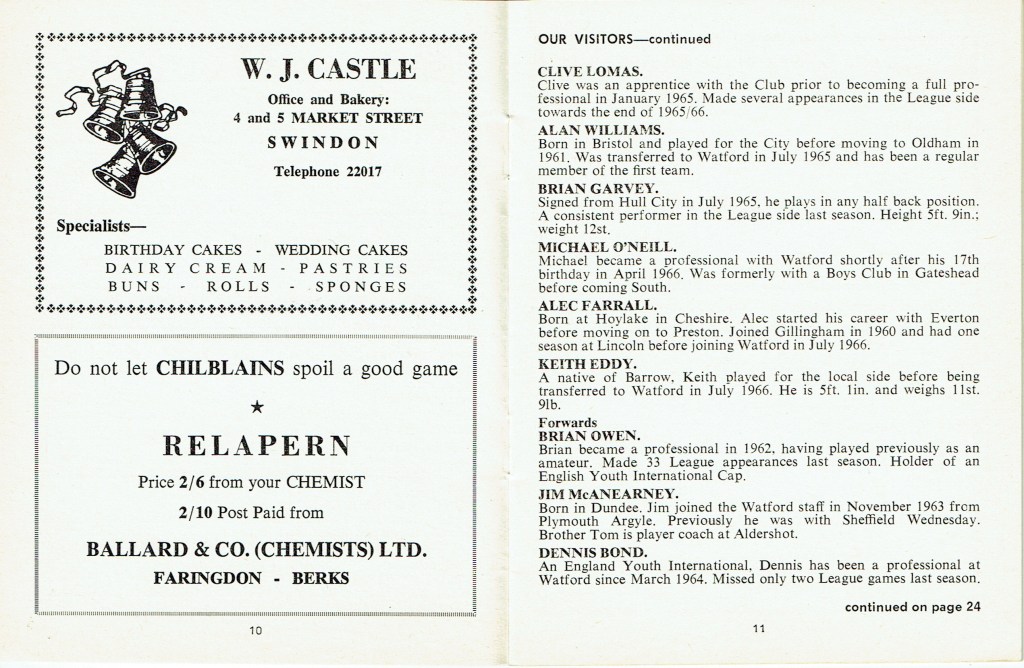 W. J. CASTLE
Office and Bakery:
4 and 5 MARKET STREET
SWINDON
Telephone 22017
Specialists—
BIRTHDAY CAKES - WEDDING CAKES
DAIRY CREAM - PASTRIES
BUNS - ROLLS - SPONGES
Do not let CHILBLAINS spoil a good game
★
RELAPERN
Price 2/6 from your CHEMIST
2/10 Post Paid from
BALLARD & CO. (CHEMISTS) LTD.
FARINGDON - BERKS
10
OUR VISITORS—continued
CLIVE LOMAS.
Clive was an apprentice with the Club prior to becoming a full pro-
fessional in January 1965. Made several appearances in the League side
towards the end of 1965/66.
ALAN WILLIAMS.
Born in Bristol and played for the City before moving to Oldham in
1961. Was transferred to Watford in July 1965 and has been a regular
member of the first team.
BRIAN GARVEY.
Signed from Hull City in July 1965, he plays in any half back position.
A consistent performer in the League side last season. Height 5ft. 9in.;
weight 12st.
MICHAEL O'NEILL.
Michael became a professional with Watford shortly after his 17th
birthday in April 1966. Was formerly with a Boys Club in Gateshead
before coming South.
ALEC FARRALL.
Born at Hoylake in Cheshire. Alec started his career with Everton
before moving on to Preston. Joined Gillingham in 1960 and had one
season at Lincoln before joining Watford in July 1966.
KEITH EDDY.
A native of Barrow, Keith played for the local side before being
transferred to Watford in July 1966. He is 5ft. 1in. and weighs 11st.
9lb.
Forwards
BRIAN OWEN.
Brian became a professional in 1962, having played previously as an
amateur. Made 33 League appearances last season. Holder of an
English Youth International Cap.
JIM McANEARNEY.
Born in Dundee. Jim joined the Watford staff in November 1963 from
Plymouth Argyle. Previously he was with Sheffield Wednesday.
Brother Tom is player coach at Aldershot.
DENNIS BOND.
An England Youth International, Dennis has been a professional at
Watford since March 1964. Missed only two League games last season.
continued on page 24
11